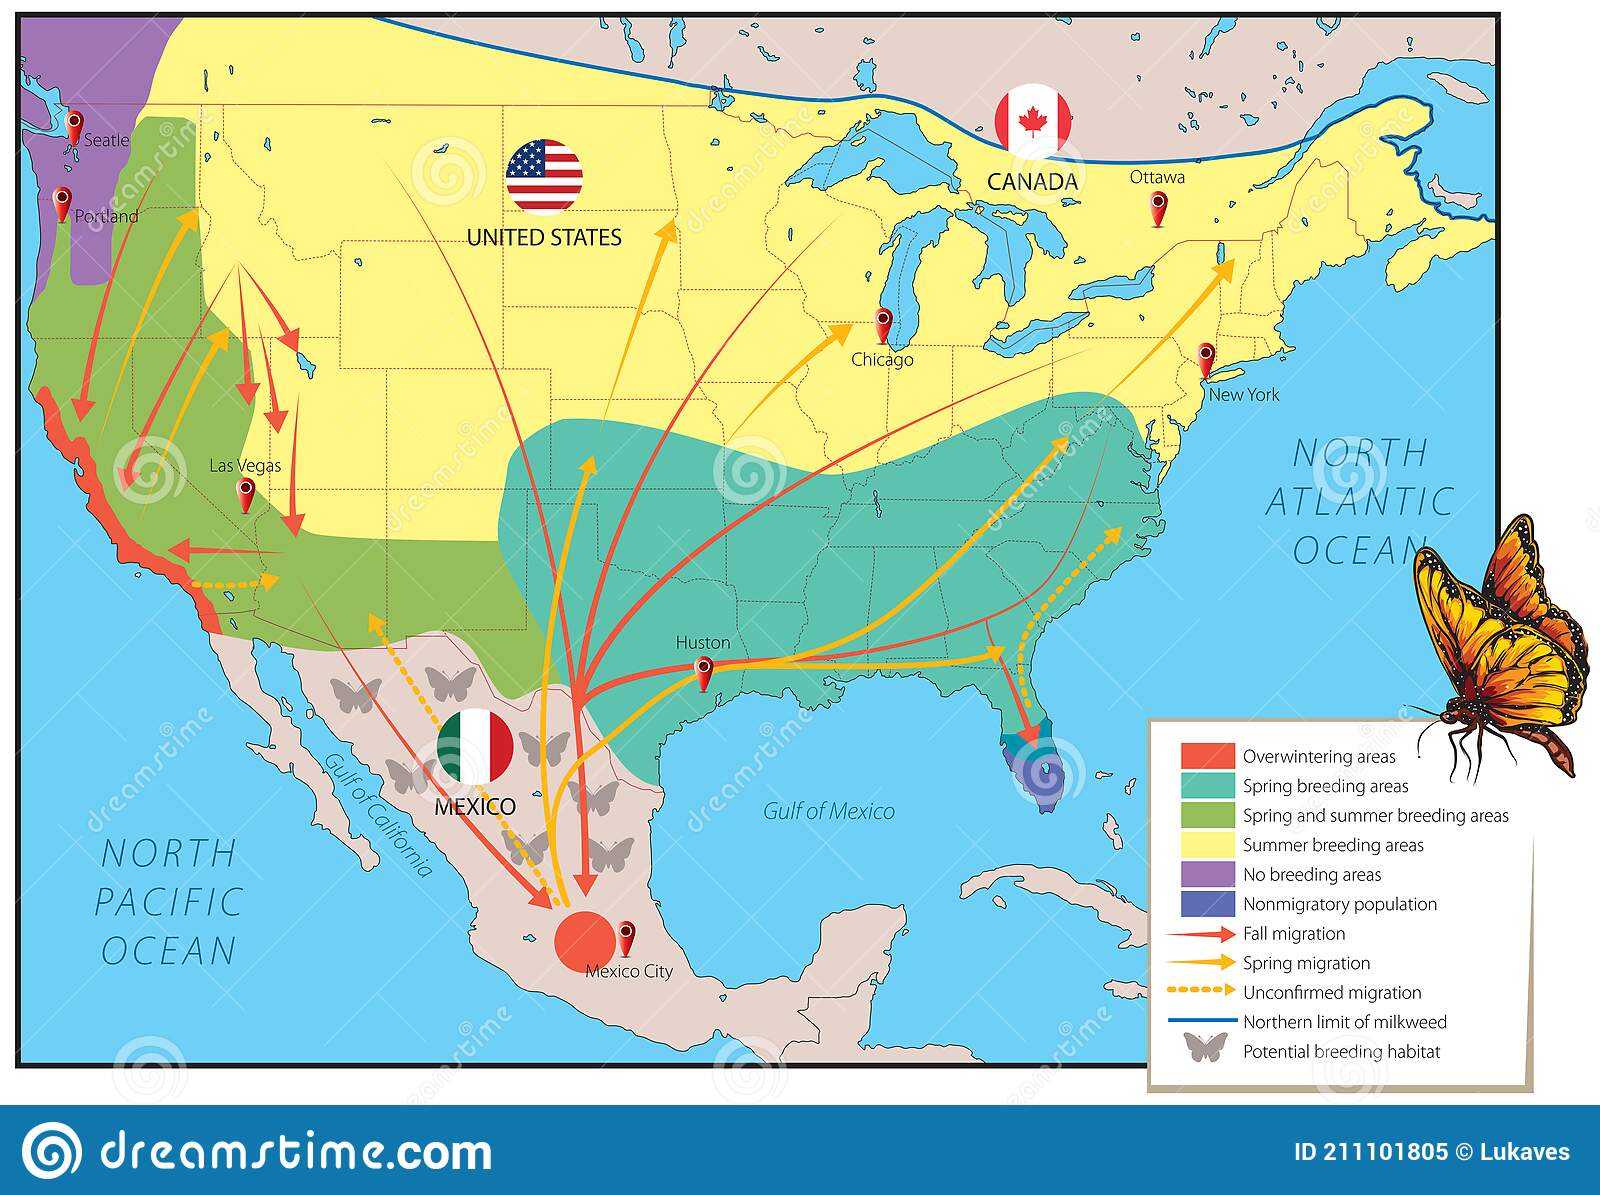 Seatle
Portland
UNITED STATES
CANADA
Ottawa
Chicago
New York
Las Vegas
NORTH
ATLANTIC
OCEAN
Huston
MEXICO
Gulf of California
Gulf of Mexico
NORTH
PACIFIC
OCEAN
Mexico City
Overwintering areas
Spring breeding areas
Spring and summer breeding areas
Summer breeding areas
No breeding areas
Nonmigratory population
Fall migration
Spring migration
Unconfirmed migration
Northern limit of milkweed
Potential breeding habitat
dreamstime.com
ID 211101805 © Lukaves